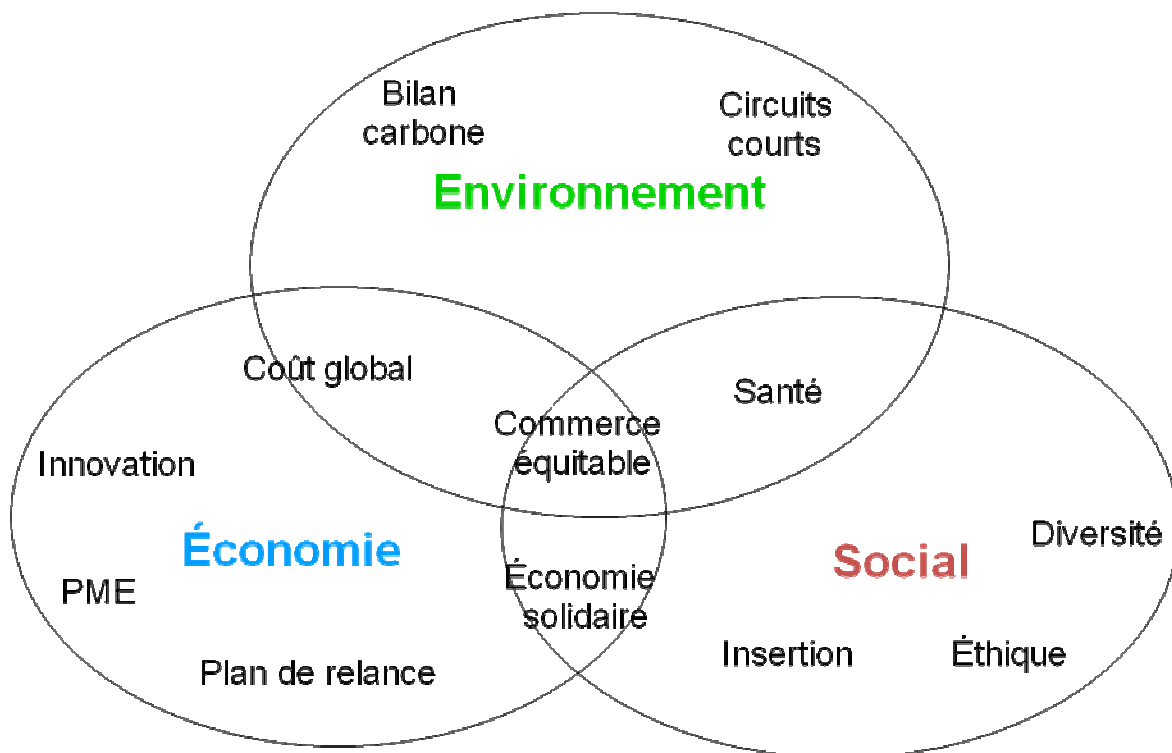 Bilan
carbone
Circuits
courts
Environnement
Coût global
Santé
Commerce
équitable
Innovation
Économie
Social
Diversité
PME
Économie
solidaire
Plan de relance
Insertion
Éthique